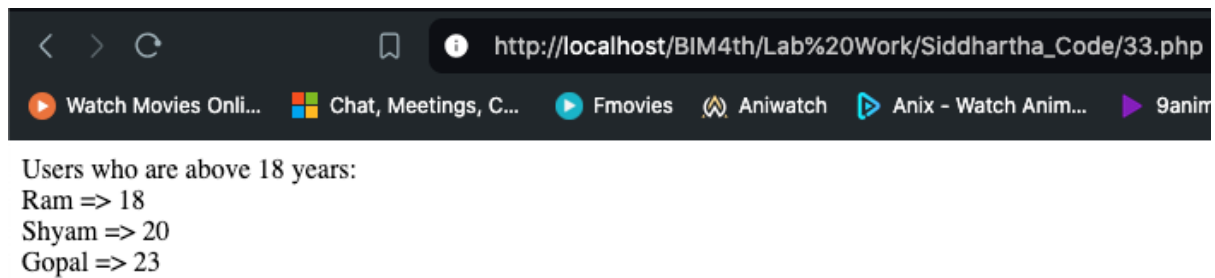 http://localhost/BIM4th/Lab%20Work/Siddhartha_Code/33.php
Watch Movies Onli... Chat, Meetings, C... Fmovies Aniwatch Anix - Watch Anim... 9anim
Users who are above 18 years:
Ram => 18
Shyam => 20
Gopal => 23